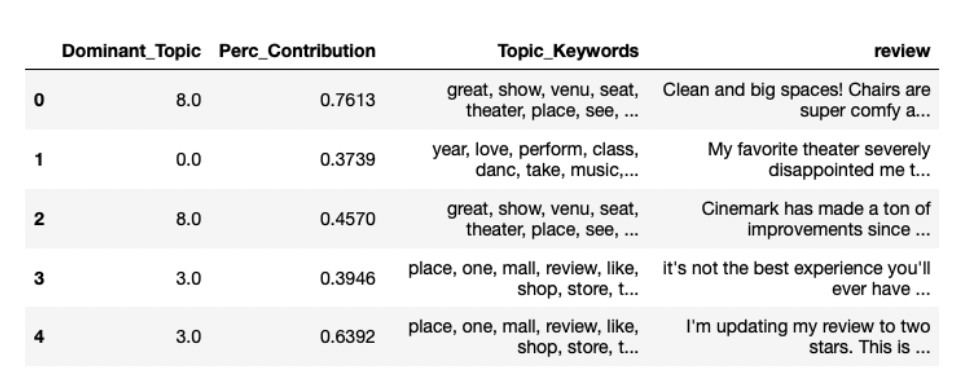 Dominant_Topic Perc_Contribution Topic_Keywords review
0 8.0 0.7613 great, show, venu, seat, theater, place, see, ... Clean and big spaces! Chairs are super comfy a...
1 0.0 0.3739 year, love, perform, class, danc, take, music,... My favorite theater severely disappointed me t...
2 8.0 0.4570 great, show, venu, seat, theater, place, see, ... Cinemark has made a ton of improvements since ...
3 3.0 0.3946 place, one, mall, review, like, shop, store, t... it's not the best experience you'll ever have ...
4 3.0 0.6392 place, one, mall, review, like, shop, store, t... I'm updating my review to two stars. This is ...